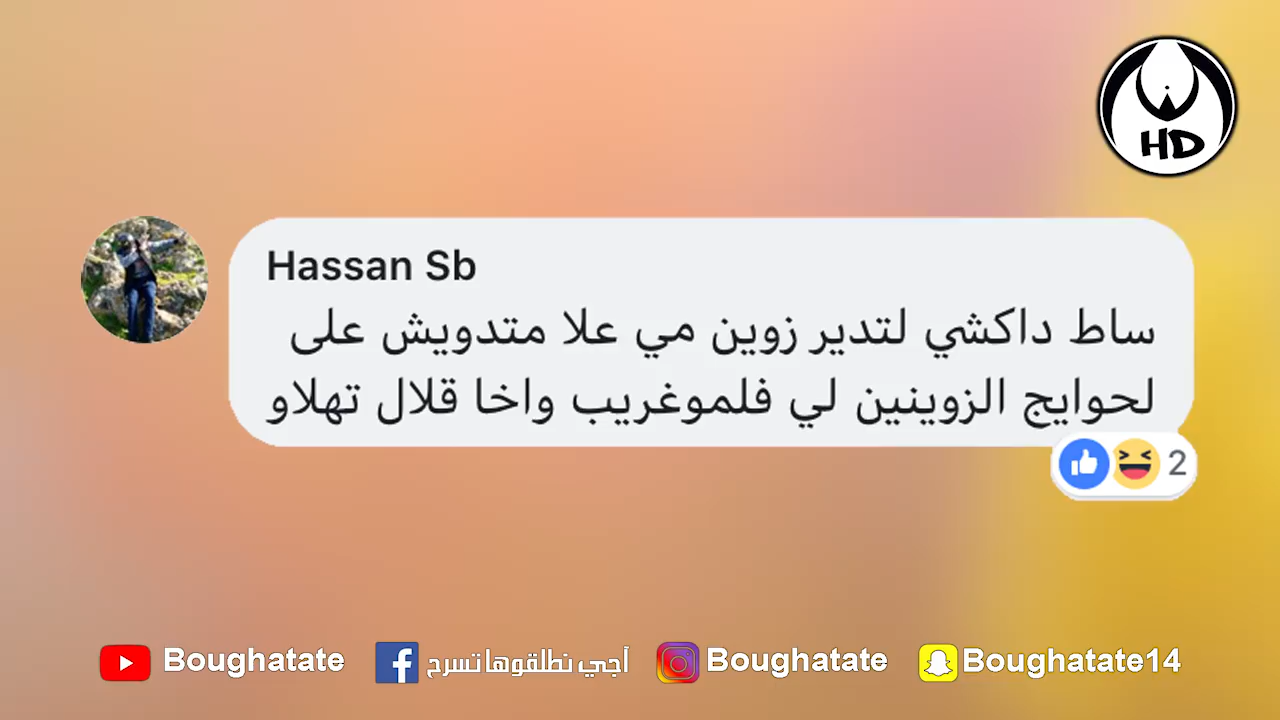 HD
Hassan Sb
ساط داكشي لتدير زوين مي علا متدويش على
لحوايج الزوينين لي فلموغريب واخا قلال تهلاو
2
Boughatate
آجي نطلقوها تسرح
Boughatate
Boughatate14